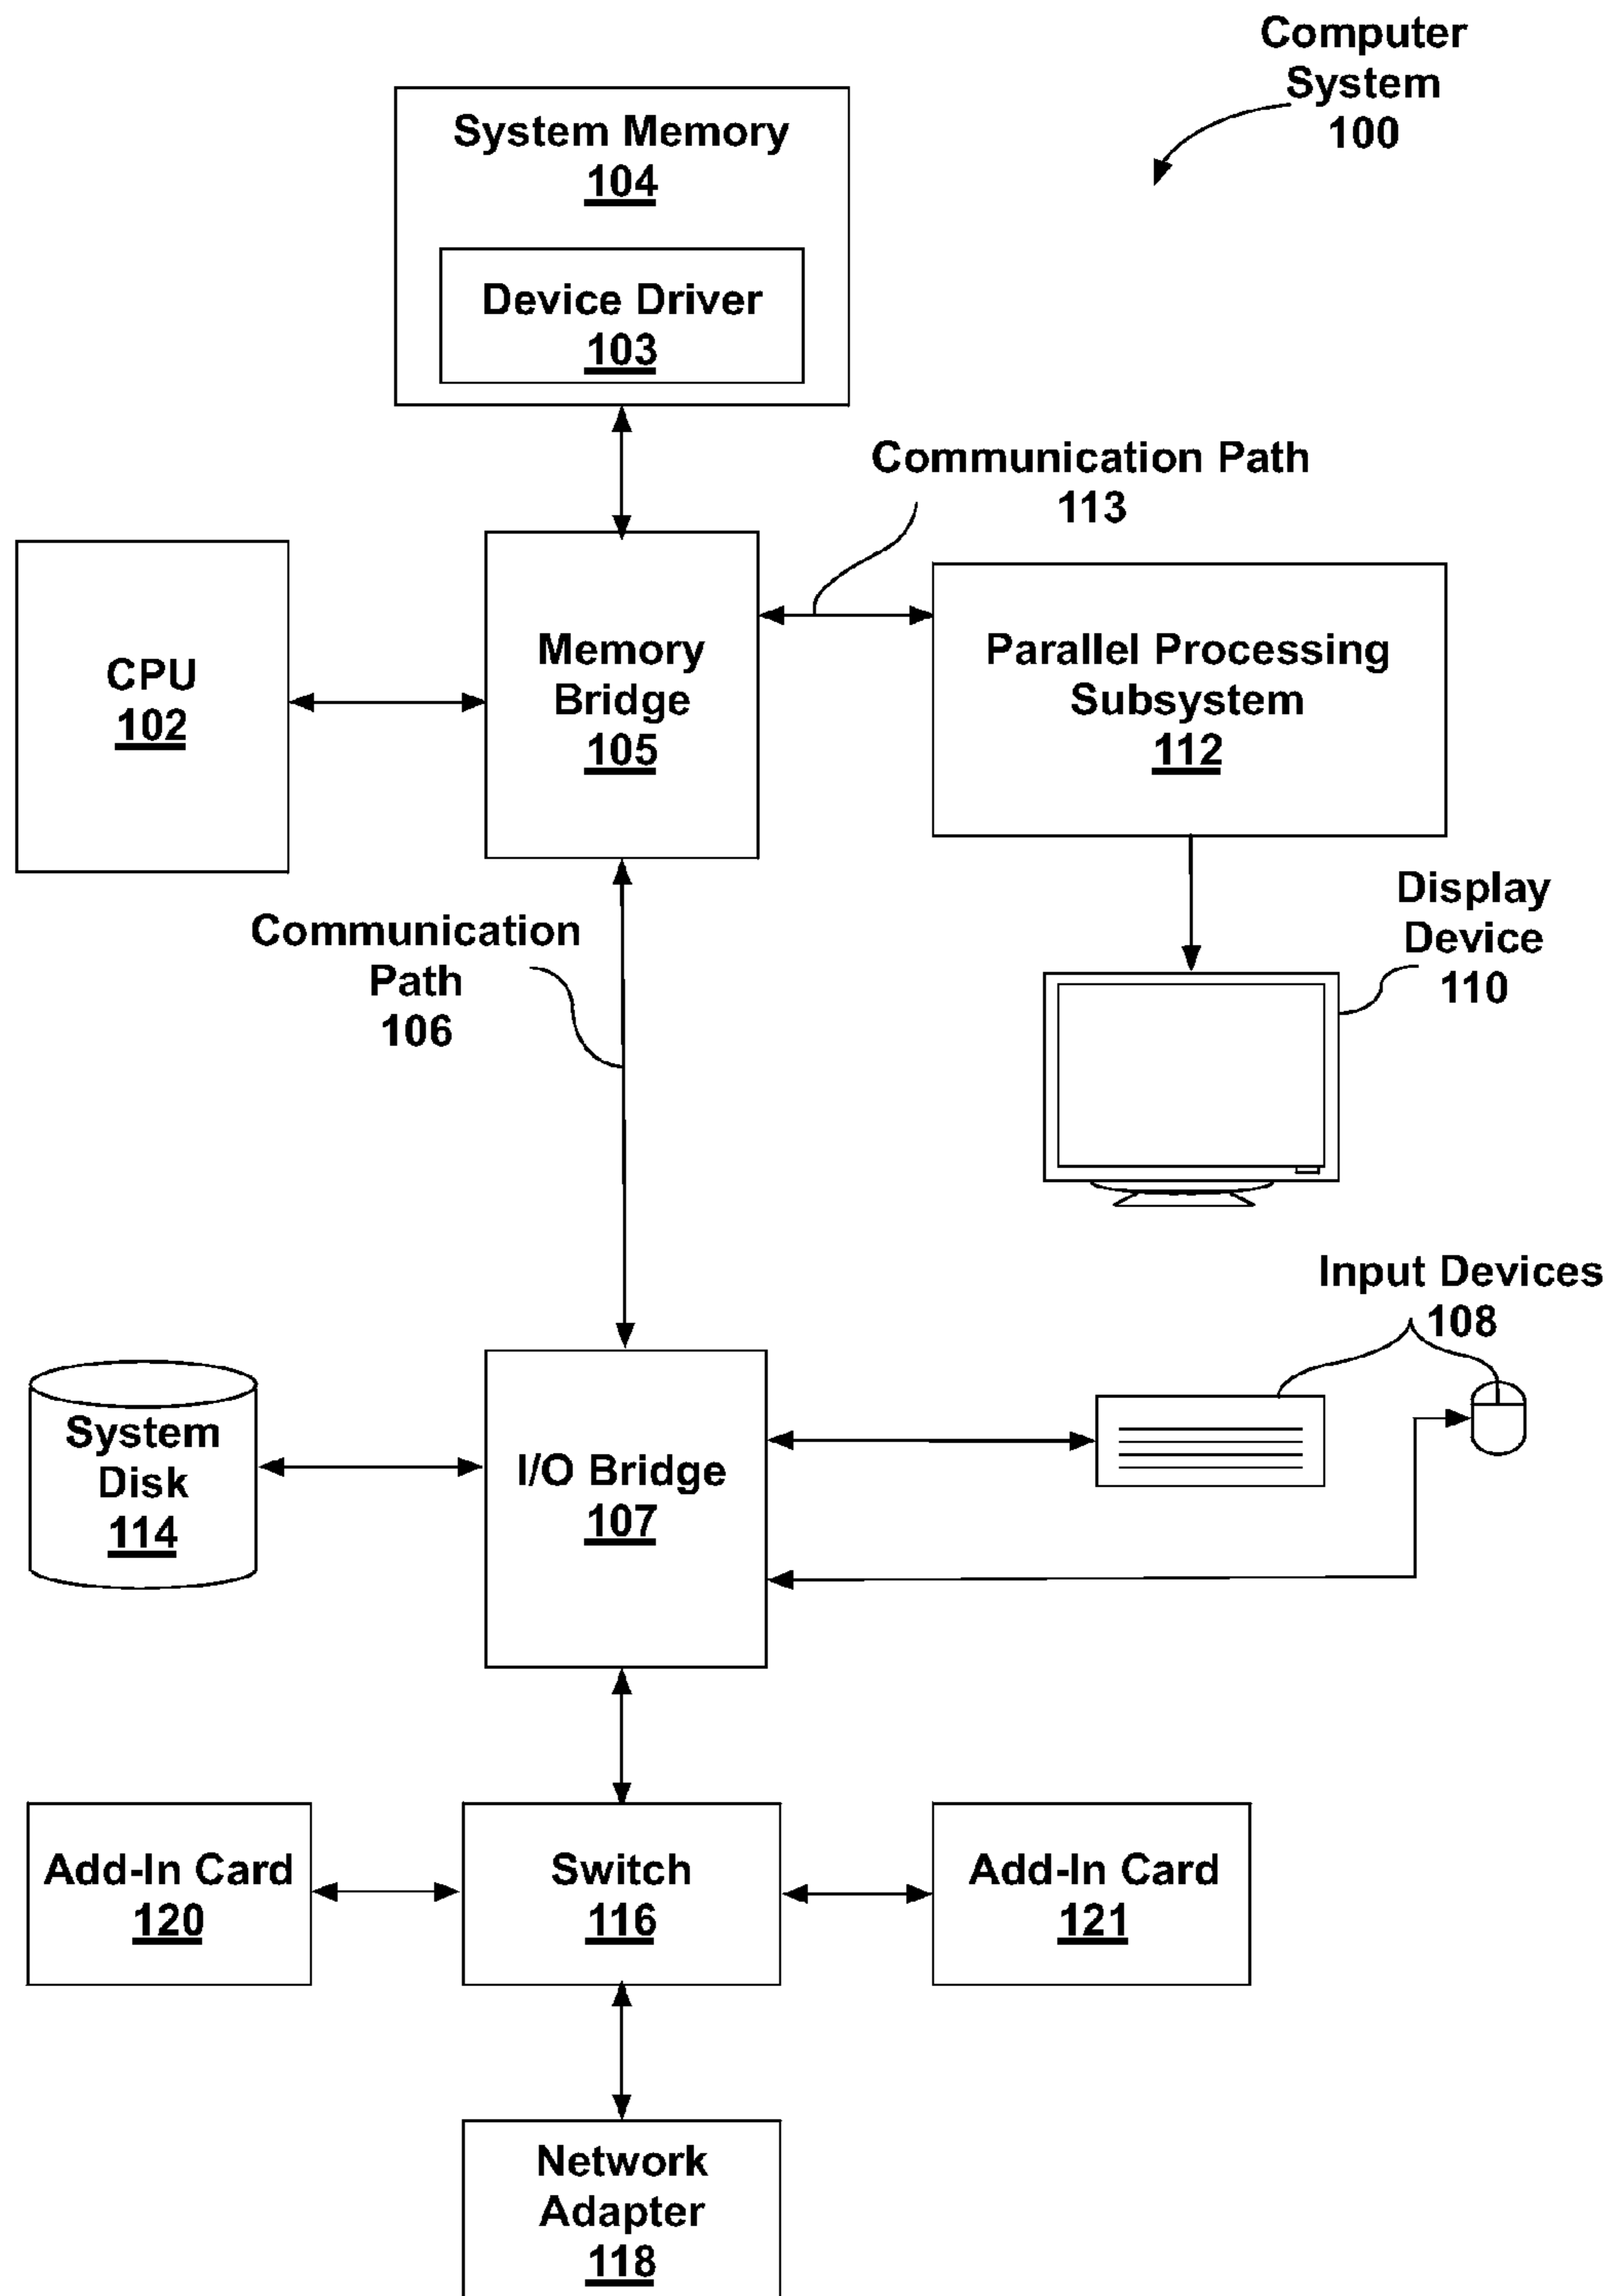 Computer
System
100
System Memory
104
Device Driver
103
Communication Path
113
CPU
102
Memory
Bridge
105
Parallel Processing
Subsystem
112
Communication
Path
106
Display
Device
110
Input Devices
108
System
Disk
114
I/O Bridge
107
Add-In Card
120
Switch
116
Add-In Card
121
Network
Adapter
118